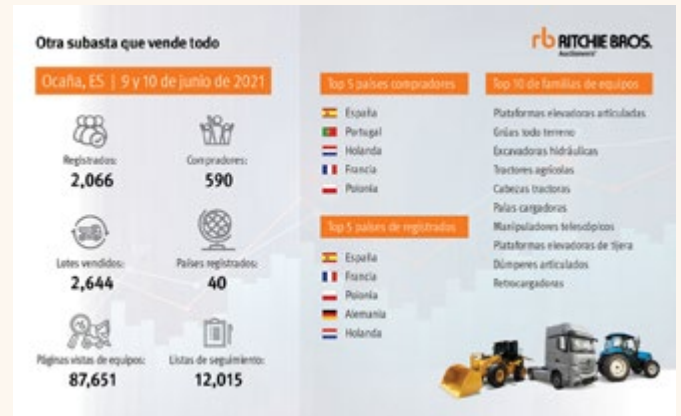 Otra subasta que vende todo
rb RITCHIE BROS.
Auctioneers
Ocaña, ES | 9 y 10 de junio de 2021
Registrados:
2,066
Compradores:
590
Lotes vendidos:
2,644
Países registrados:
40
Páginas vistas de equipos:
87,651
Listas de seguimiento:
12,015
Top 5 países compradores
España
Portugal
Holanda
Francia
Polonia
Top 5 países de registrados
España
Francia
Polonia
Alemania
Holanda
Top 10 de familias de equipos
Plataformas elevadoras articuladas
Grúas todo terreno
Excavadoras hidráulicas
Tractores agrícolas
Cabezas tractoras
Palas cargadoras
Manipuladores telescópicos
Plataformas elevadoras de tijera
Dúmperes articulados
Retrocargadoras